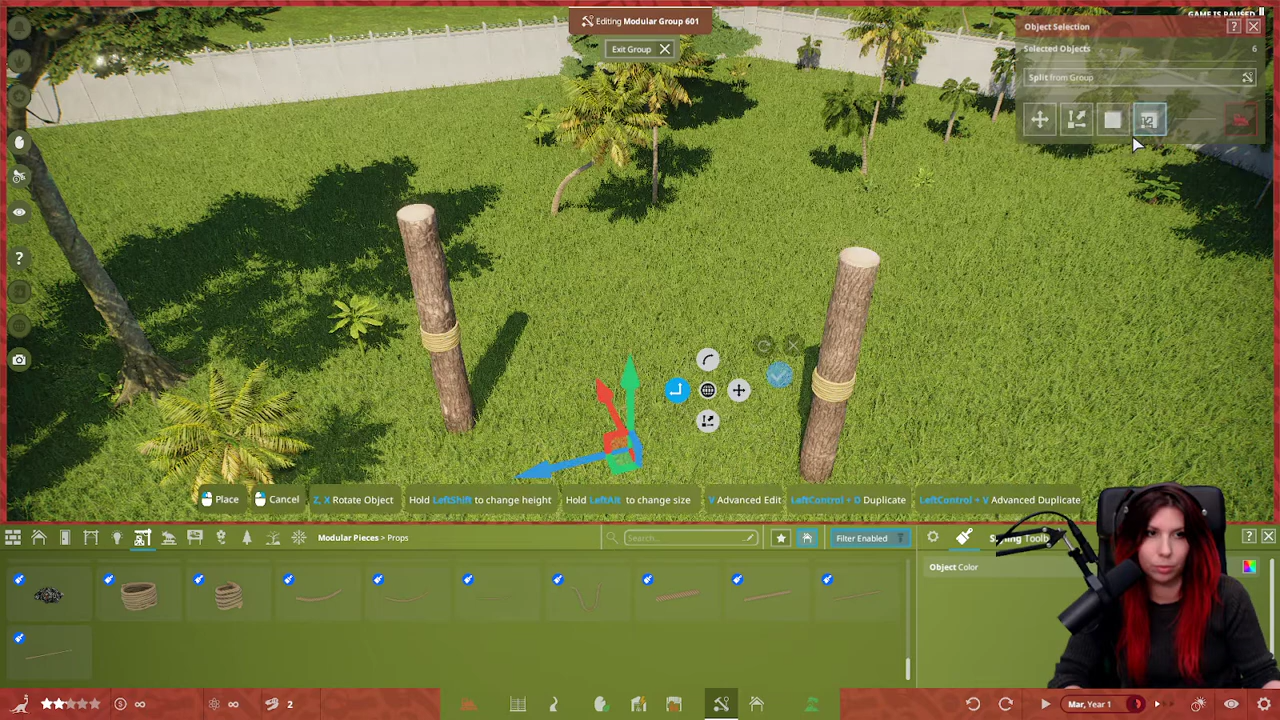 GAME IS PAUSED
Editing Modular Group 601
Exit Group
Object Selection
?
Selected Objects 6
Split from Group
12
?
Place Cancel Z, X Rotate Object Hold LeftShift to change height Hold LeftAlt to change size V Advanced Edit LeftControl + D Duplicate LeftControl + V Advanced Duplicate
Modular Pieces > Props
Search...
Filter Enabled
?
Object Color
2
Mar, Year 1